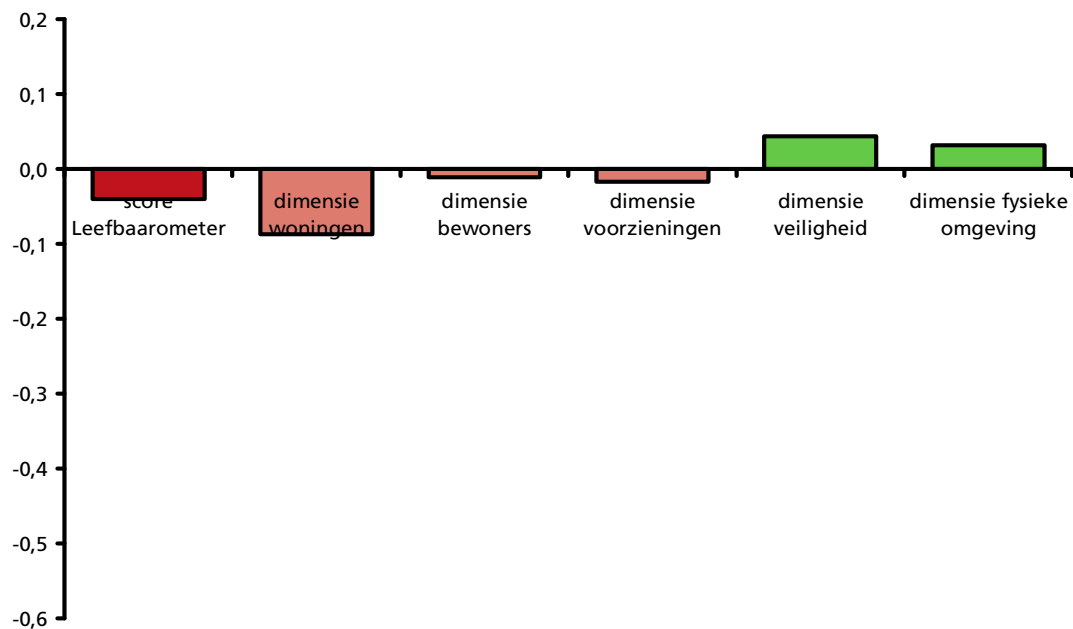 0,2
0,1
0,0
-0,1
-0,2
-0,3
-0,4
-0,5
-0,6
score
Leefbaarometer
dimensie
woningen
dimensie
bewoners
dimensie
voorzieningen
dimensie
veiligheid
dimensie fysieke
omgeving